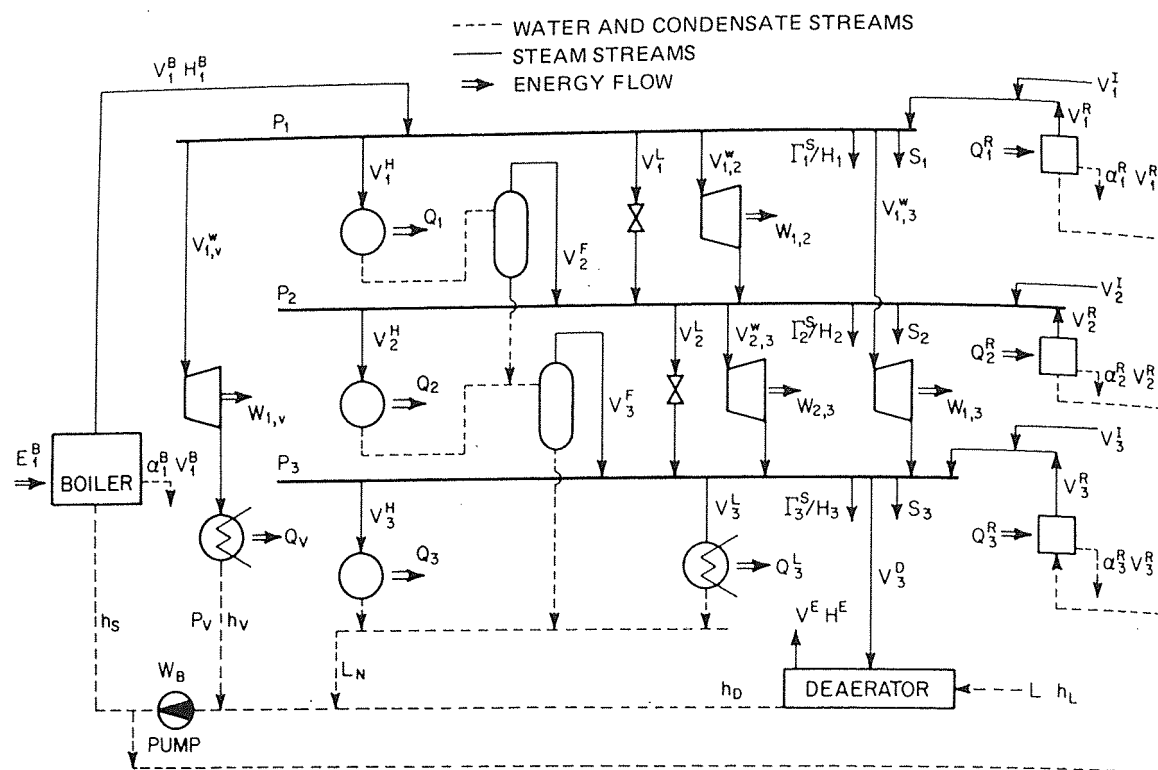 WATER AND CONDENSATE STREAMS
STEAM STREAMS
ENERGY FLOW
V₁ᴮ H₁ᴮ
V₁ᴵ
P₁
V₁ᴿ
Q₁ᴿ
α₁ᴿ V₁ᴿ
V₁ᴴ
V₁ᴸ
V₁,₂ʷ
Γ₁ˢ/H₁
S₁
Q₁
V₁,₃ʷ
W₁,₂
V₁,ᵥʷ
V₂ꟳ
P₂
V₂ᴵ
V₂ᴿ
V₂ᴴ
V₂ᴸ
V₂,₃ʷ
Γ₂ˢ/H₂
S₂
Q₂ᴿ
α₂ᴿ V₂ᴿ
Q₂
W₁,ᵥ
V₃ꟳ
W₂,₃
W₁,₃
V₃ᴵ
E₁ᴮ
BOILER
α₁ᴮ V₁ᴮ
P₃
V₃ᴿ
V₃ᴴ
V₃ᴸ
Γ₃ˢ/H₃
S₃
Q₃ᴿ
α₃ᴿ V₃ᴿ
Qᵥ
Q₃
Q₃ᴸ
V₃ᴰ
hₛ
Pᵥ
hᵥ
Vᴱ Hᴱ
L_N
W_B
h_D
DEAERATOR
L h_L
PUMP